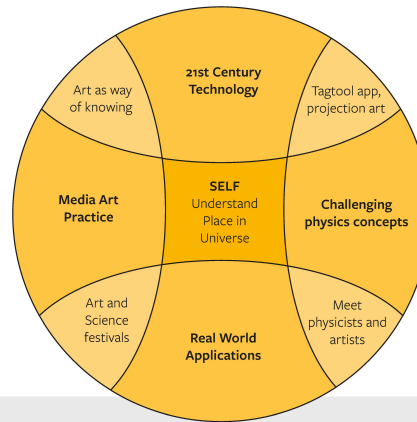 21st Century
Technology
Art as way
of knowing
Tagtool app,
projection art
Media Art
Practice
SELF
Understand
Place in
Universe
Challenging
physics concepts
Art and
Science
festivals
Real World
Applications
Meet
physicists and
artists